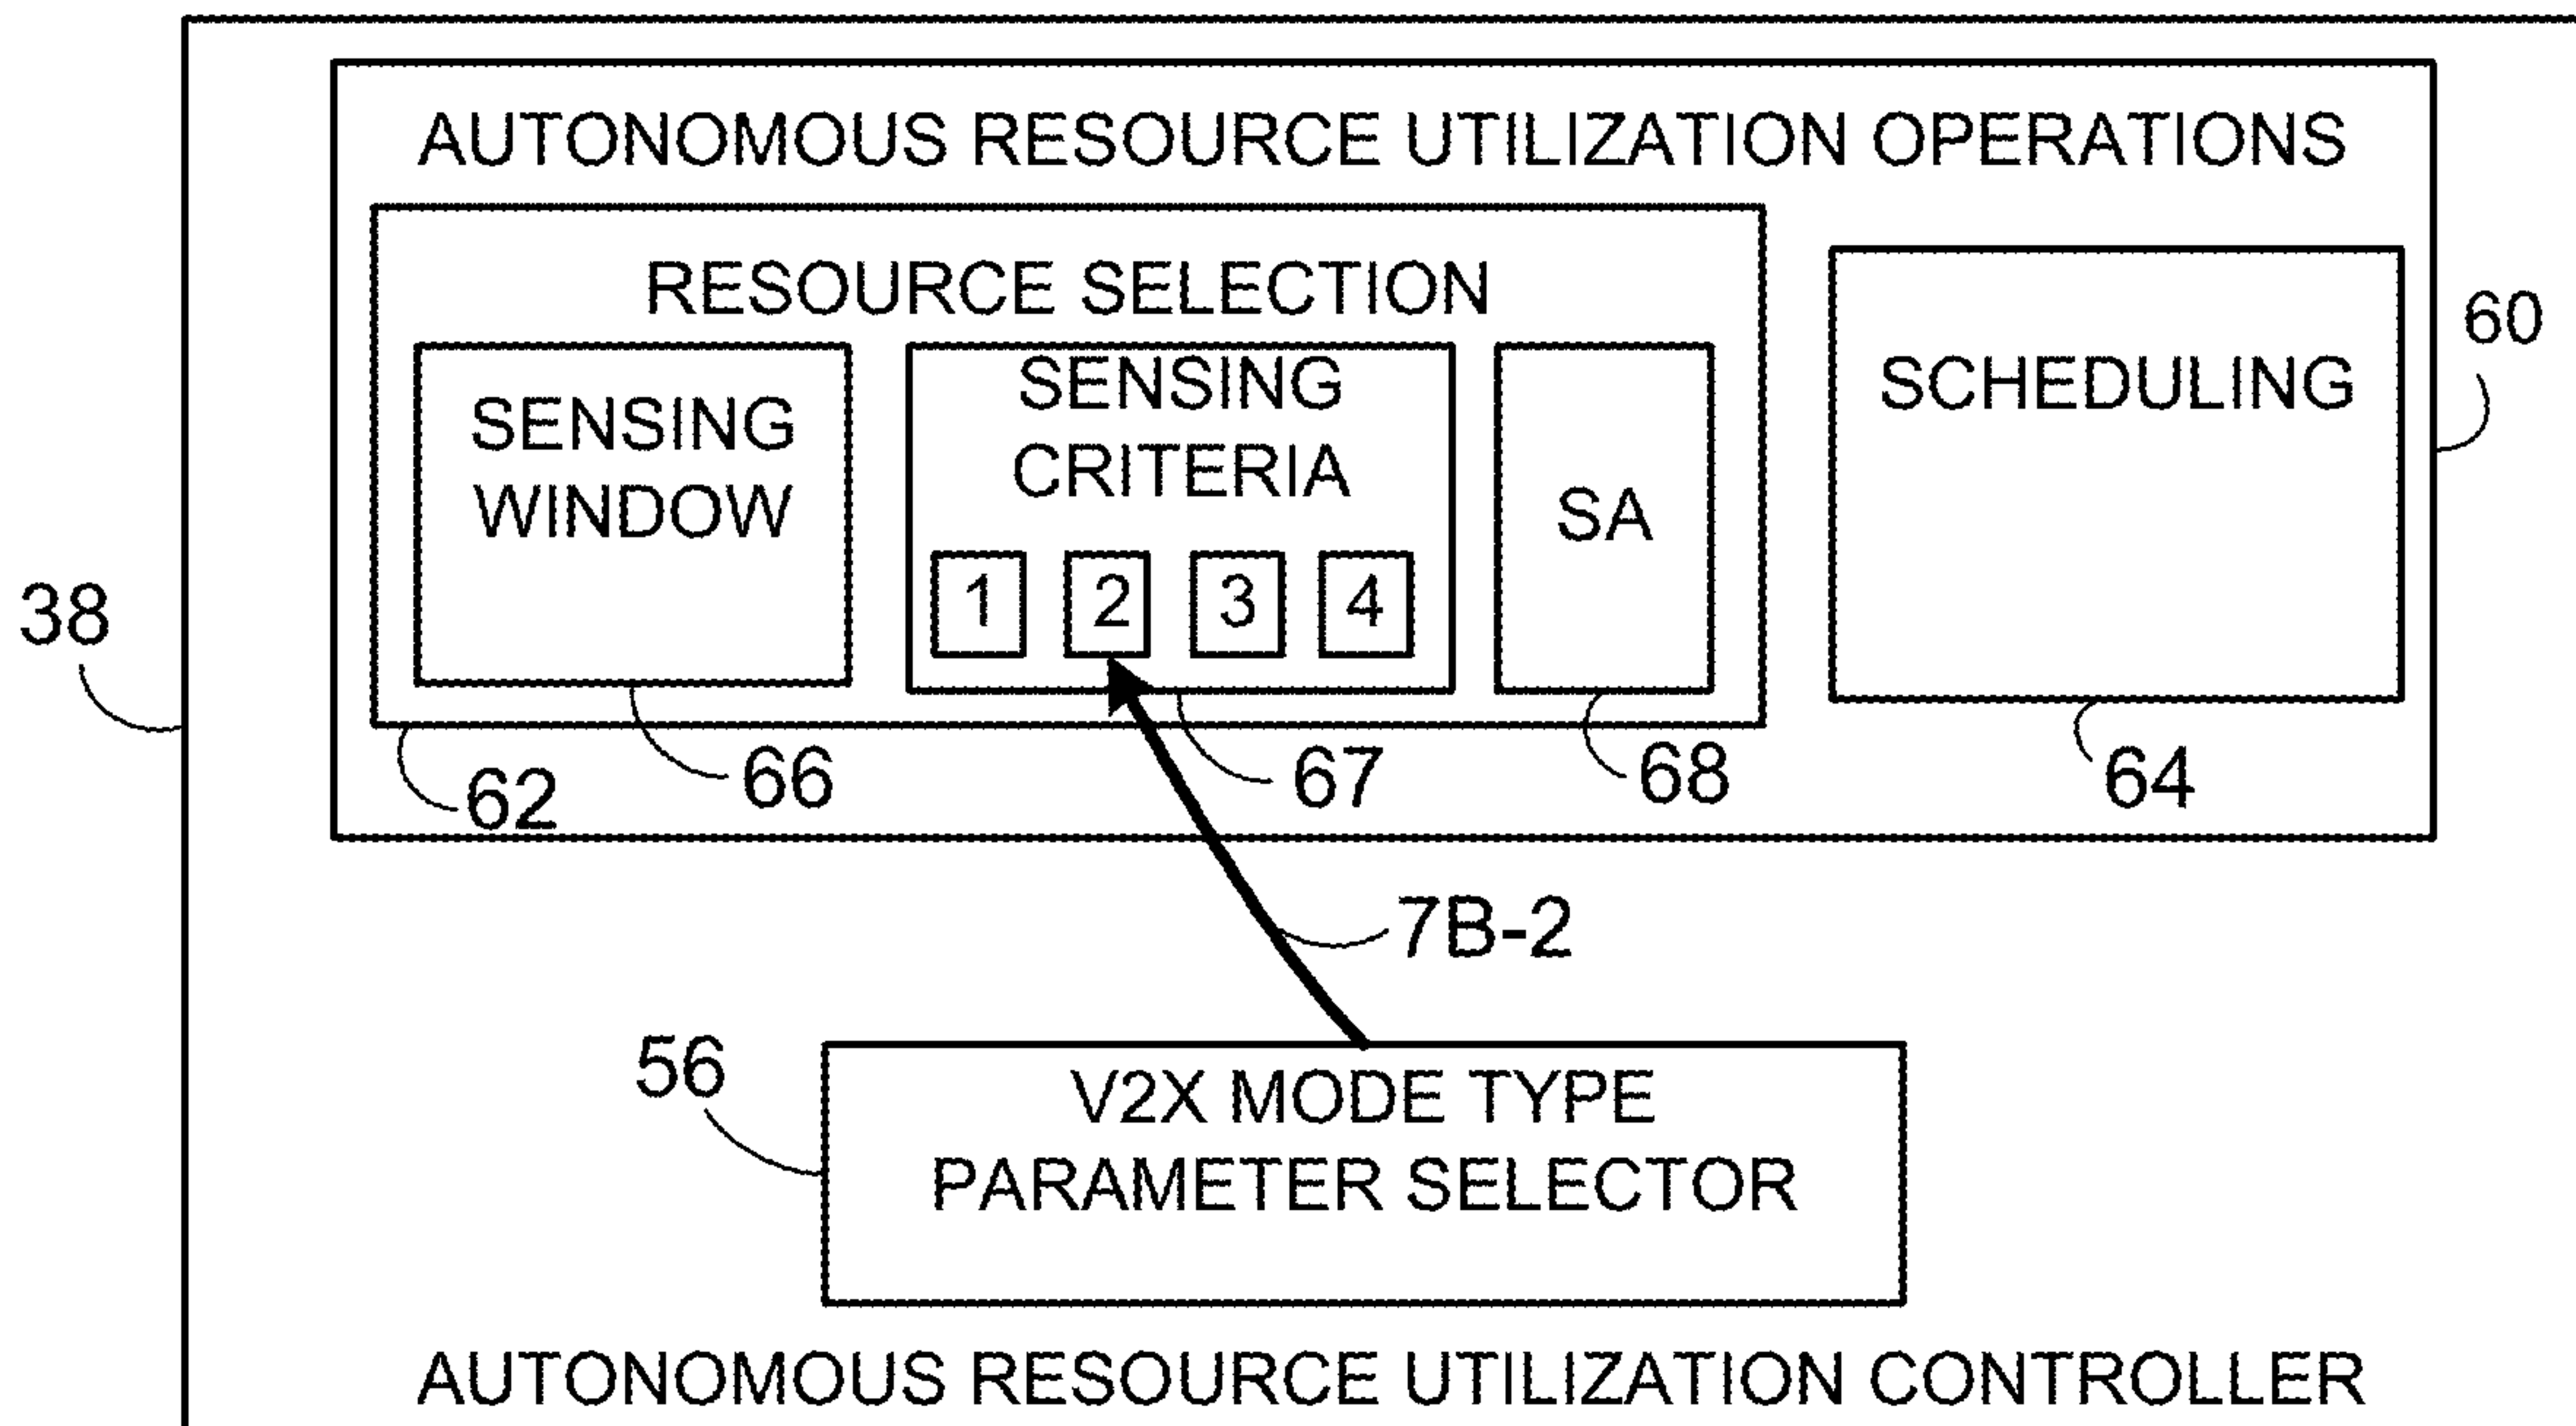 AUTONOMOUS RESOURCE UTILIZATION OPERATIONS
RESOURCE SELECTION
SENSING
WINDOW
SENSING
CRITERIA
1 2 3 4
SA
SCHEDULING
60
38
62
66
67
68
64
7B-2
56
V2X MODE TYPE
PARAMETER SELECTOR
AUTONOMOUS RESOURCE UTILIZATION CONTROLLER